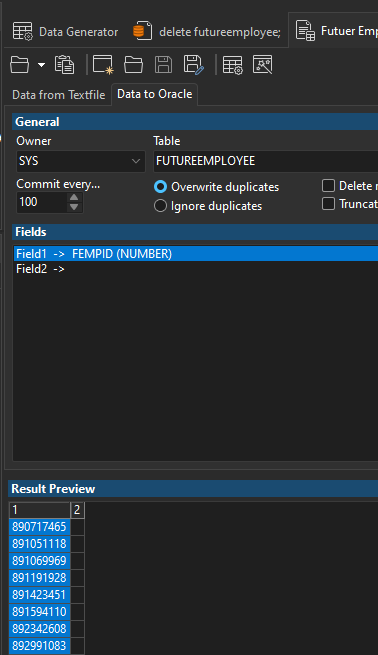 Data Generator delete futureemployee; Futuer Emp
Data from Textfile Data to Oracle
General
Owner Table
SYS FUTUREEMPLOYEE
Commit every... Overwrite duplicates Delete
100 Ignore duplicates Truncat
Fields
Field1 -> FEMPID (NUMBER)
Field2 ->
Result Preview
1 2
890717465
891051118
891069969
891191928
891423451
891594110
892342608
892991083